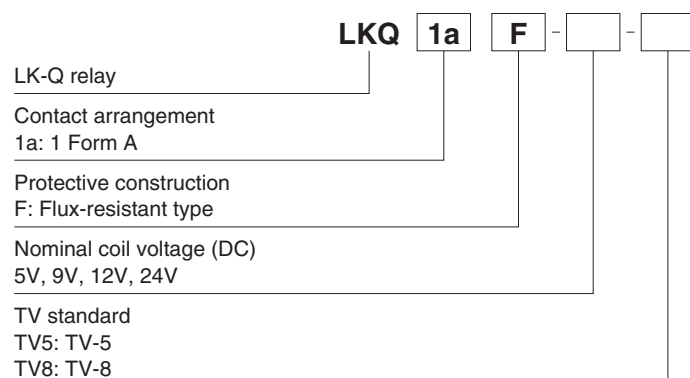 LKQ 1a F - -
LK-Q relay
Contact arrangement
1a: 1 Form A
Protective construction
F: Flux-resistant type
Nominal coil voltage (DC)
5V, 9V, 12V, 24V
TV standard
TV5: TV-5
TV8: TV-8